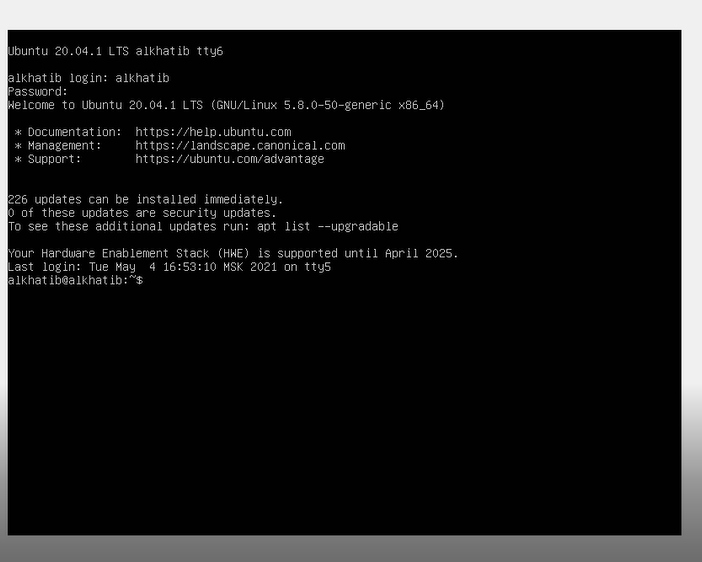 Ubuntu 20.04.1 LTS alkhatib tty6
alkhatib login: alkhatib
Password:
Welcome to Ubuntu 20.04.1 LTS (GNU/Linux 5.8.0-50-generic x86_64)
* Documentation:  https://help.ubuntu.com
* Management:     https://landscape.canonical.com
* Support:        https://ubuntu.com/advantage
226 updates can be installed immediately.
0 of these updates are security updates.
To see these additional updates run: apt list --upgradable
Your Hardware Enablement Stack (HWE) is supported until April 2025.
Last login: Tue May  4 16:53:10 MSK 2021 on tty5
alkhatib@alkhatib:~$